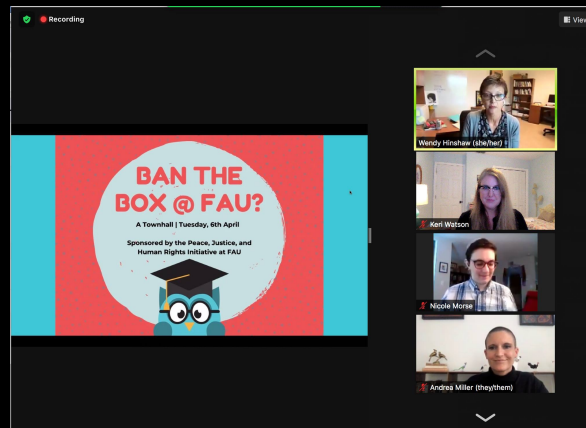 Recording
View
BAN THE
BOX @ FAU?
A Townhall | Tuesday, 6th April
Sponsored by the Peace, Justice, and
Human Rights Initiative at FAU
Wendy Hinshaw (she/her)
Keri Watson
Nicole Morse
Andrea Miller (they/them)